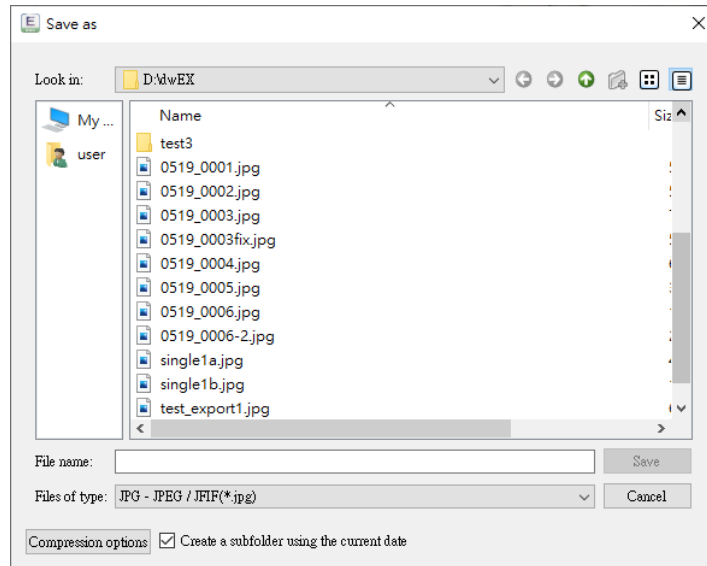 Save as
Look in: D:\dwEX
My ...
user
Name Siz
test3
0519_0001.jpg
0519_0002.jpg
0519_0003.jpg
0519_0003fix.jpg
0519_0004.jpg
0519_0005.jpg
0519_0006.jpg
0519_0006-2.jpg
single1a.jpg
single1b.jpg
test_export1.jpg
File name: Save
Files of type: JPG - JPEG / JFIF(*.jpg) Cancel
Compression options Create a subfolder using the current date